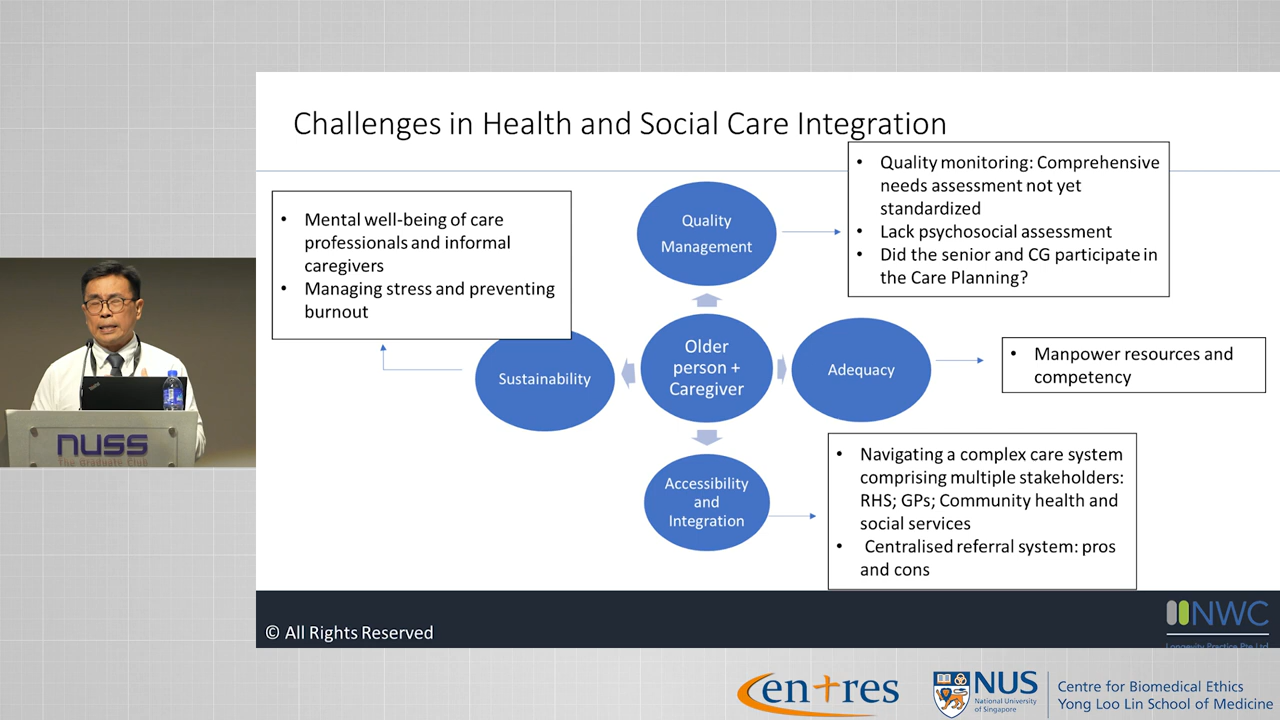 Challenges in Health and Social Care Integration
• Mental well-being of care
professionals and informal
caregivers
• Managing stress and preventing
burnout
Quality
Management
• Quality monitoring: Comprehensive
needs assessment not yet
standardized
• Lack psychosocial assessment
• Did the senior and CG participate in
the Care Planning?
Sustainability
Older
person +
Caregiver
Adequacy
• Manpower resources and
competency
Accessibility
and
Integration
• Navigating a complex care system
comprising multiple stakeholders:
RHS; GPs; Community health and
social services
• Centralised referral system: pros
and cons
nuss
The Graduate Club
© All Rights Reserved
NWC
Longevity Practice Pte Ltd
Centres
NUS
National University
of Singapore
Centre for Biomedical Ethics
Yong Loo Lin School of Medicine